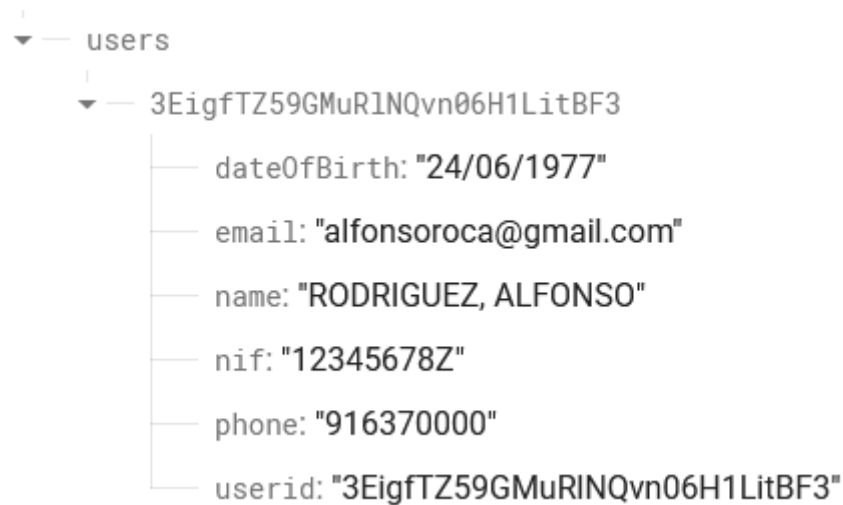 users
3EigfTZ59GMuRlNQvn06H1LitBF3
dateOfBirth: "24/06/1977"
email: "alfonsoroca@gmail.com"
name: "RODRIGUEZ, ALFONSO"
nif: "12345678Z"
phone: "916370000"
userid: "3EigfTZ59GMuRlNQvn06H1LitBF3"